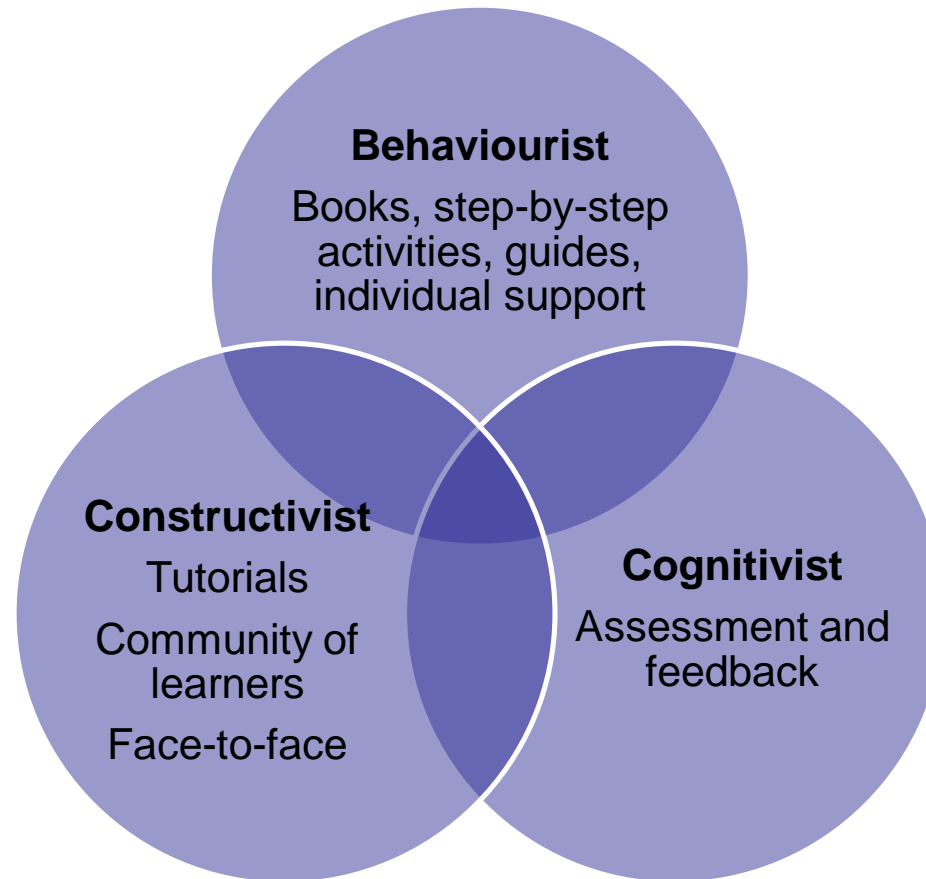 Behaviourist
Books, step-by-step
activities, guides,
individual support
Constructivist
Tutorials
Community of
learners
Face-to-face
Cognitivist
Assessment and
feedback